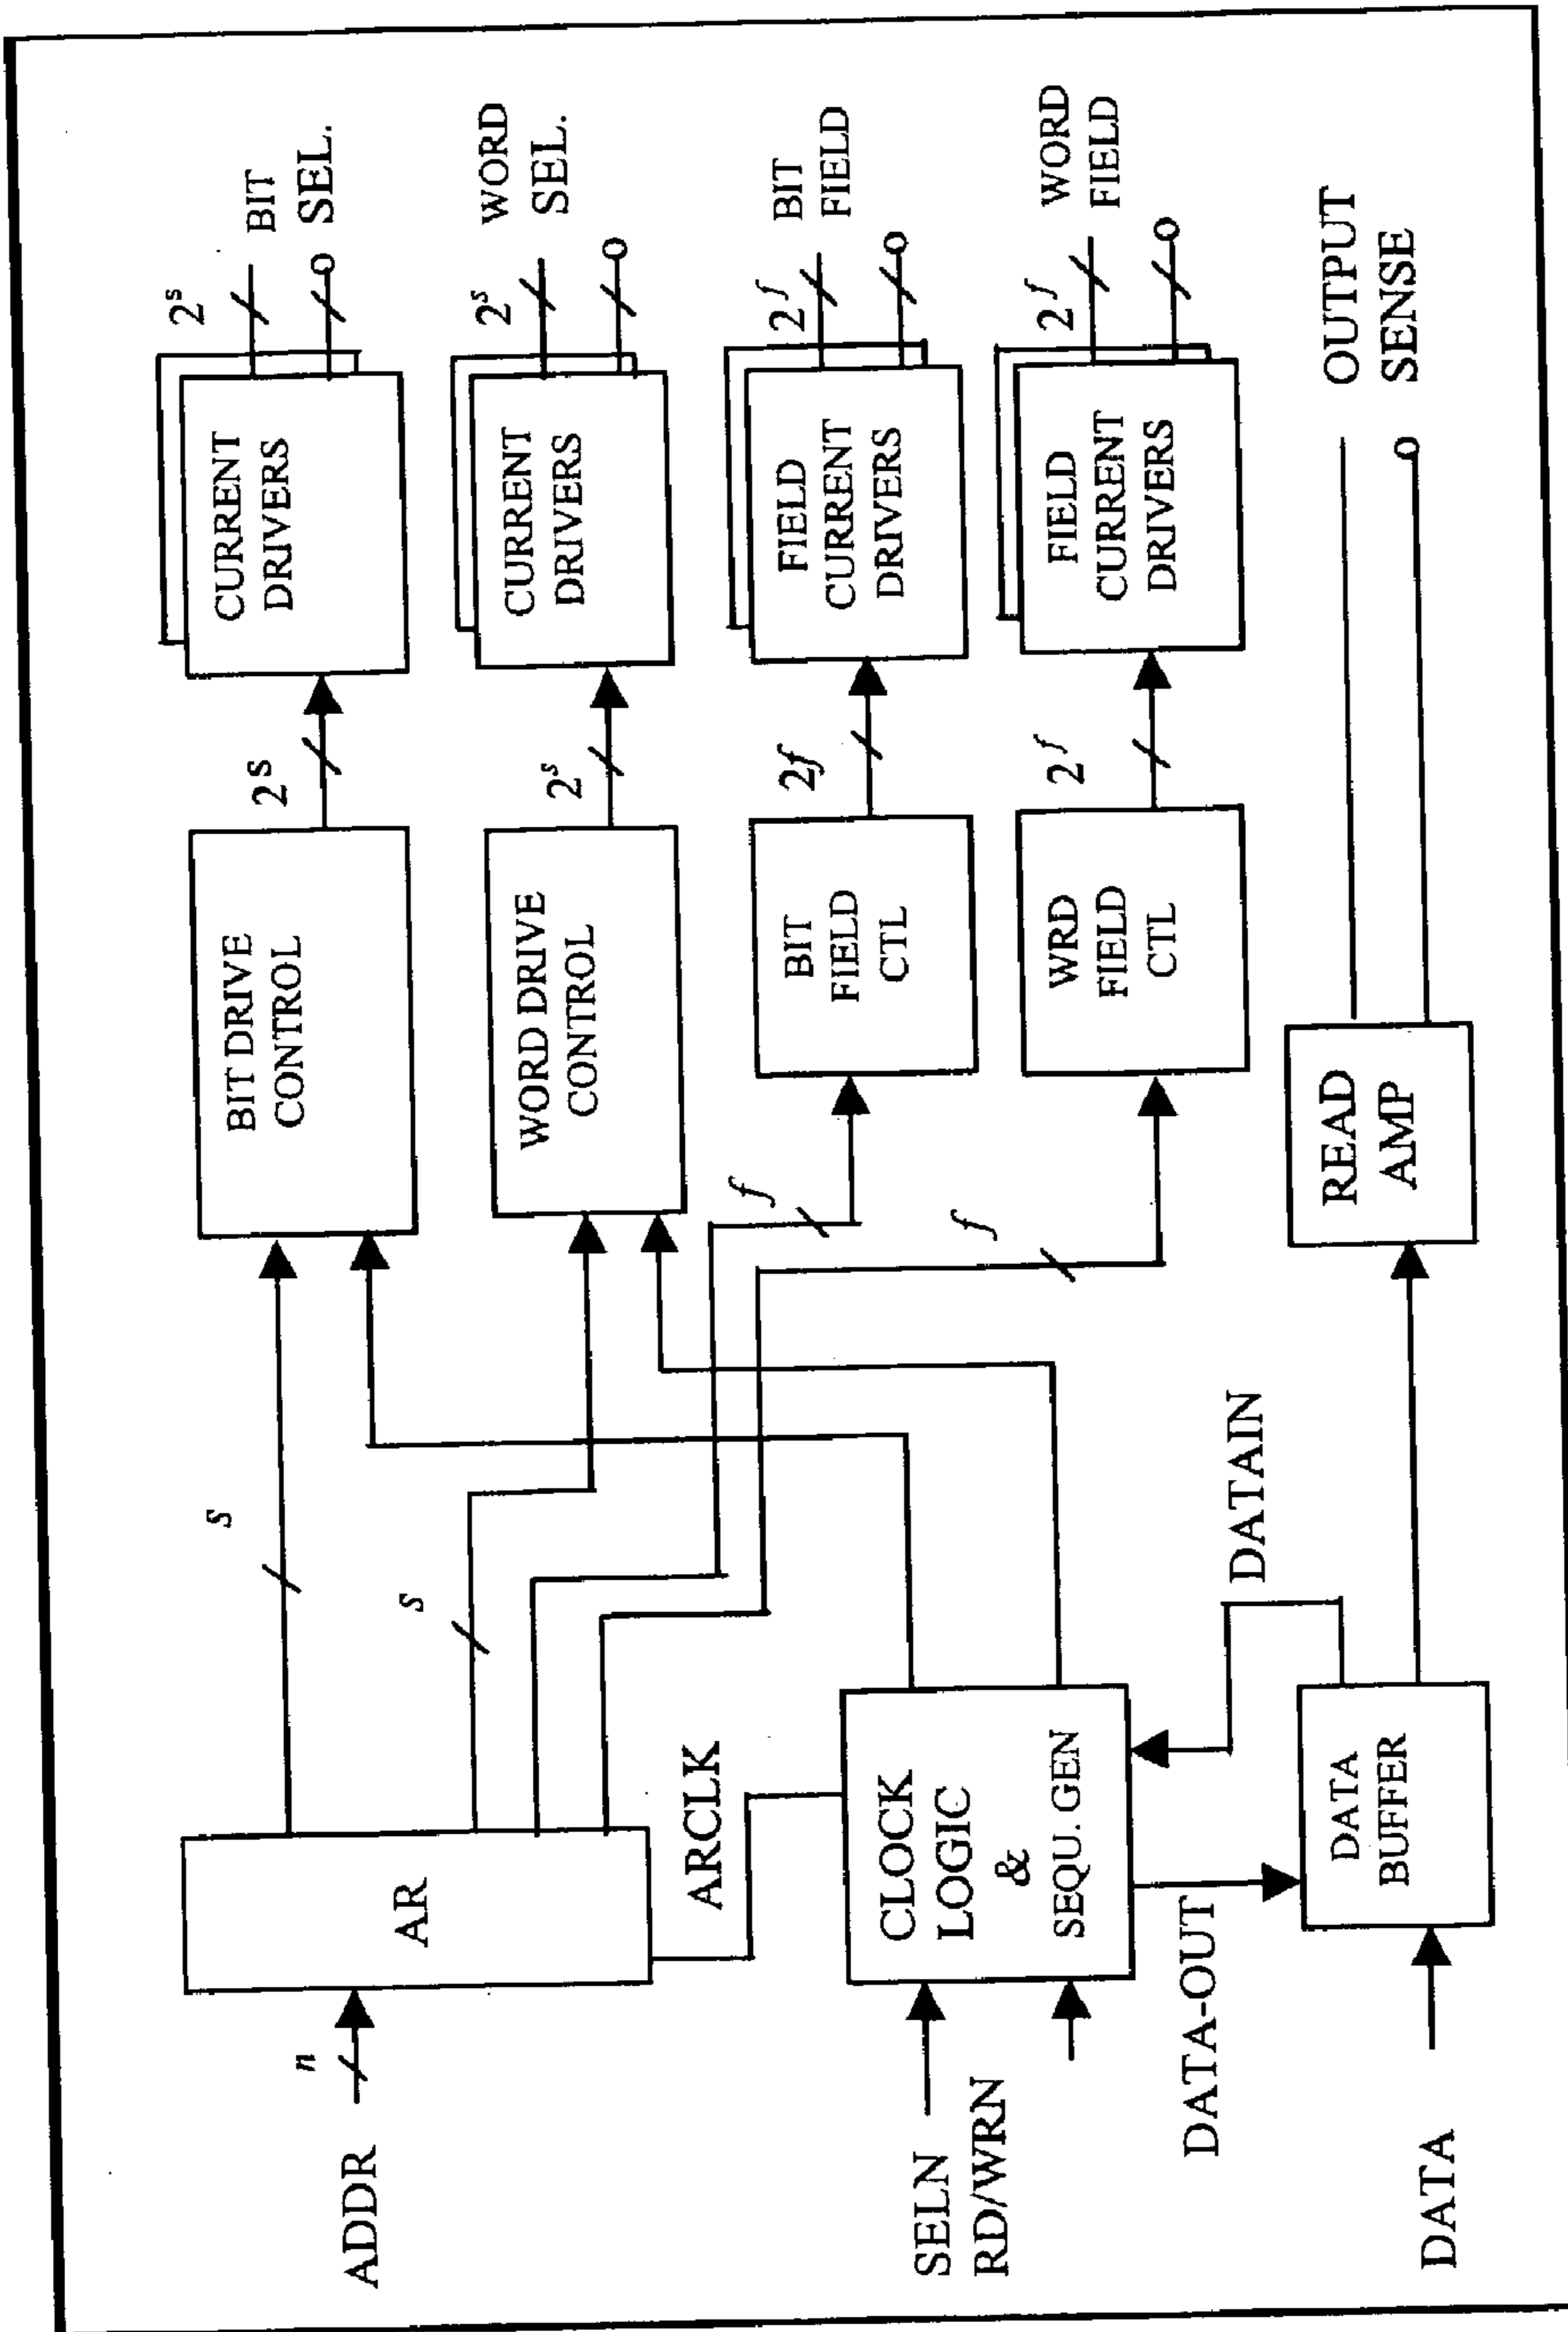 ADDR
n
AR
s
s
ARCLK
SELN
RD/WRN
CLOCK
LOGIC
&
SEQU. GEN
DATA-OUT
DATAIN
DATA
DATA
BUFFER
BIT DRIVE
CONTROL
2s
CURRENT
DRIVERS
2s
BIT
SEL.
WORD DRIVE
CONTROL
2s
CURRENT
DRIVERS
2s
WORD
SEL.
f
BIT
FIELD
CTL
2f
FIELD
CURRENT
DRIVERS
2f
BIT
FIELD
f
WRD
FIELD
CTL
2f
FIELD
CURRENT
DRIVERS
2f
WORD
FIELD
READ
AMP
OUTPUT
SENSE